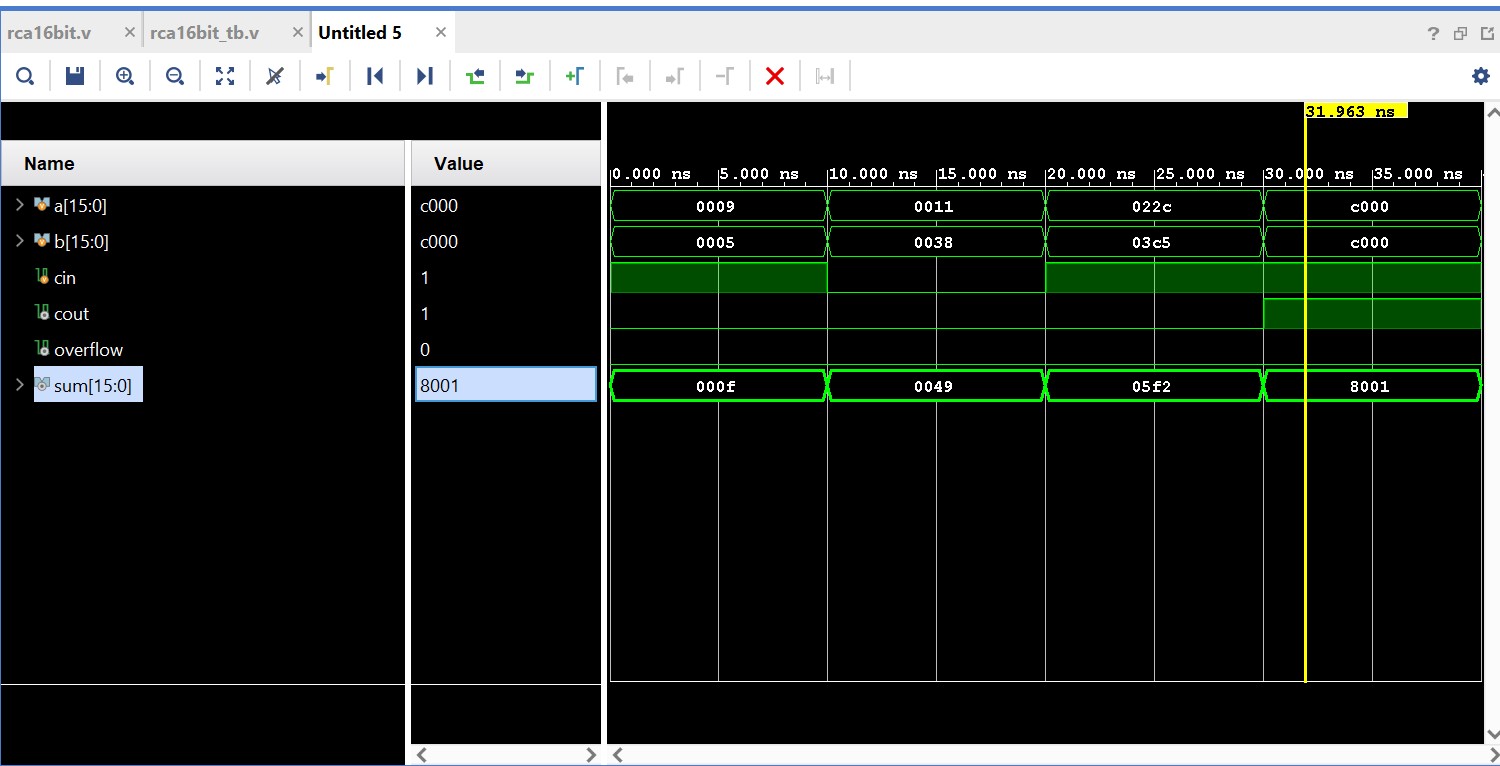 rca16bit.v × rca16bit_tb.v × Untitled 5 × ?
31.963 ns
Name Value
0.000 ns 5.000 ns 10.000 ns 15.000 ns 20.000 ns 25.000 ns 30.000 ns 35.000 ns
a[15:0] c000 0009 0011 022c c000
b[15:0] c000 0005 0038 03c5 c000
cin 1
cout 1
overflow 0
sum[15:0] 8001 000f 0049 05f2 8001